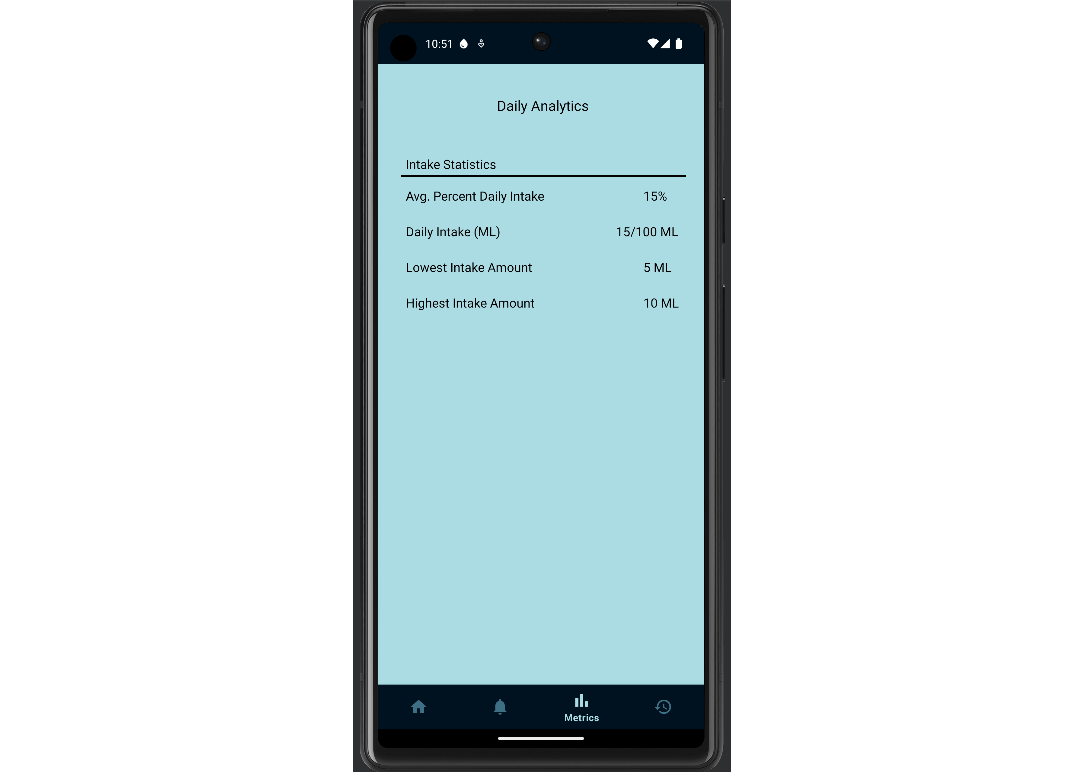 10:51
Daily Analytics
Intake Statistics
Avg. Percent Daily Intake 15%
Daily Intake (ML) 15/100 ML
Lowest Intake Amount 5 ML
Highest Intake Amount 10 ML
Metrics